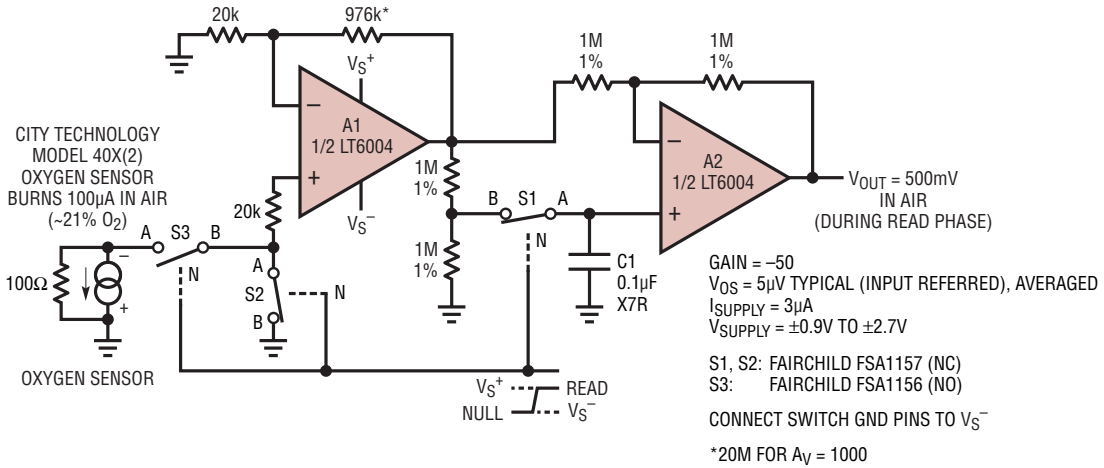 20k
976k*
VS+
A1
1/2 LT6004
VS–
20k
CITY TECHNOLOGY
MODEL 40X(2)
OXYGEN SENSOR
BURNS 100µA IN AIR
(~21% O2)
A S3 B
N
100Ω
–
+
OXYGEN SENSOR
A
S2
B
N
1M
1%
1M
1%
B S1 A
N
C1
0.1µF
X7R
1M
1%
1M
1%
–
+
A2
1/2 LT6004
–
+
VOUT = 500mV
IN AIR
(DURING READ PHASE)
VS+ READ
NULL VS–
GAIN = –50
VOS = 5µV TYPICAL (INPUT REFERRED), AVERAGED
ISUPPLY = 3µA
VSUPPLY = ±0.9V TO ±2.7V
S1, S2: FAIRCHILD FSA1157 (NC)
S3: FAIRCHILD FSA1156 (NO)
CONNECT SWITCH GND PINS TO VS–
*20M FOR AV = 1000